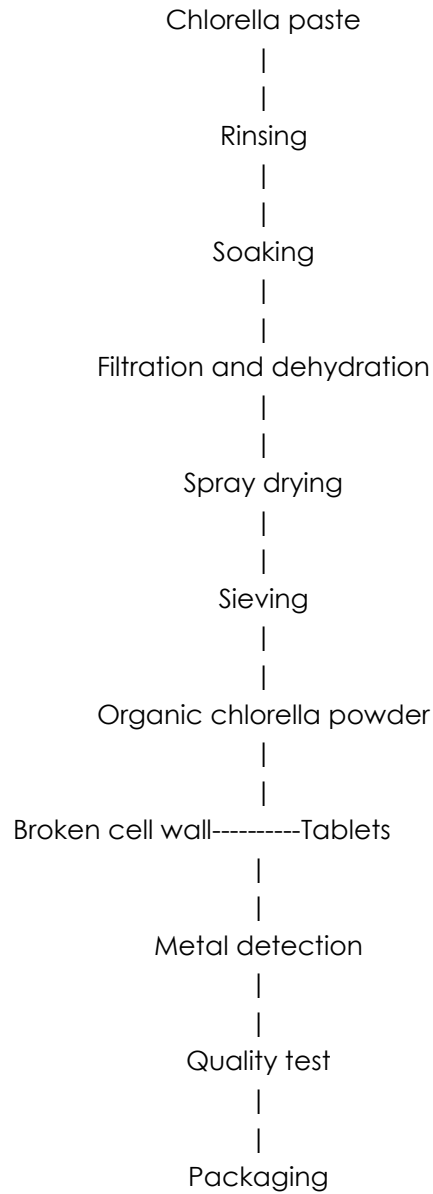 Chlorella paste
|
|
Rinsing
|
|
Soaking
|
|
Filtration and dehydration
|
|
Spray drying
|
|
Sieving
|
|
Organic chlorella powder
|
|
Broken cell wall----------Tablets
|
|
Metal detection
|
|
Quality test
|
|
Packaging